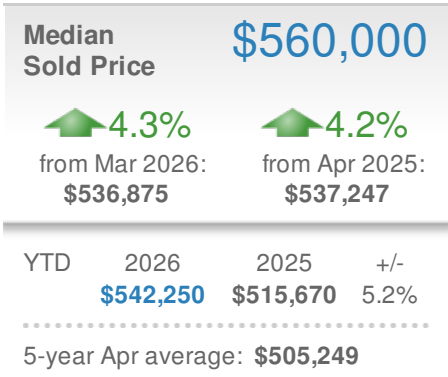 Median $560,000
Sold Price
4.3% 4.2%
from Mar 2026: from Apr 2025:
$536,875 $537,247
YTD 2026 2025 +/-
$542,250 $515,670 5.2%
5-year Apr average: $505,249